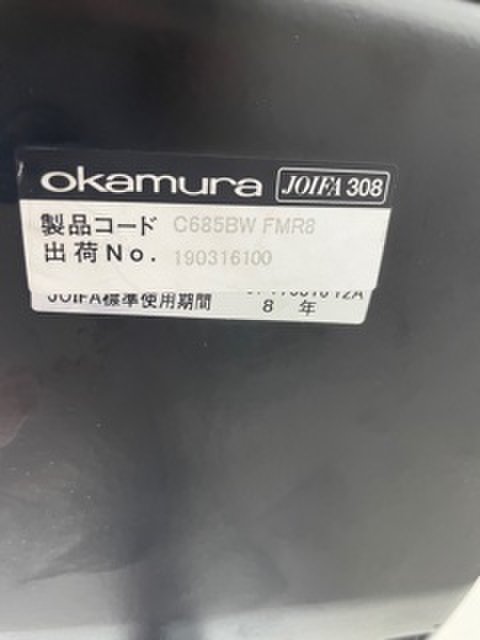 okamura JOIFA 308
製品コード C685BW FMR8
出荷No. 190316100
JOIFA標準使用期間
8 年